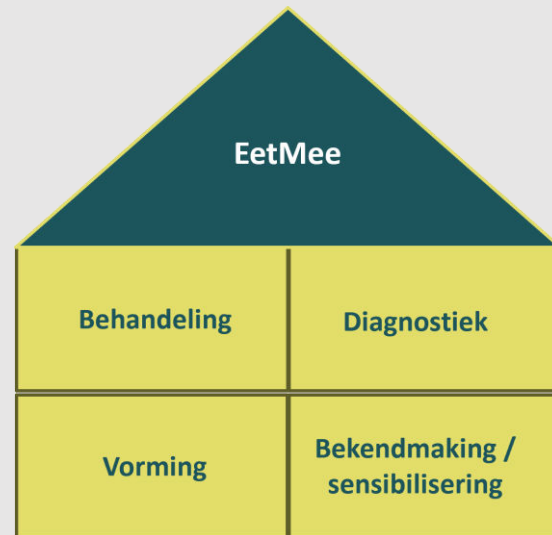 EetMee
Behandeling
Diagnostiek
Vorming
Bekendmaking /
sensibilisering